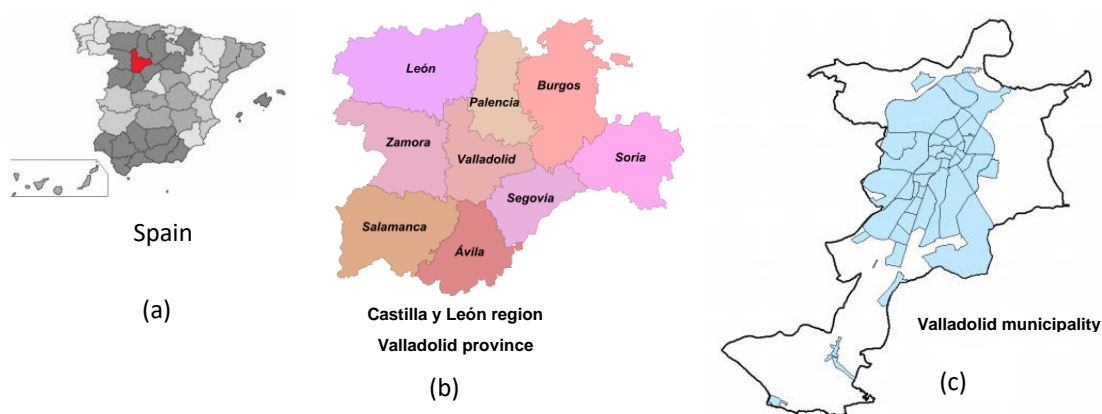 Spain
(a)
León
Palencia
Burgos
Zamora
Valladolid
Soria
Segovia
Salamanca
Ávila
Castilla y León region
Valladolid province
(b)
Valladolid municipality
(c)